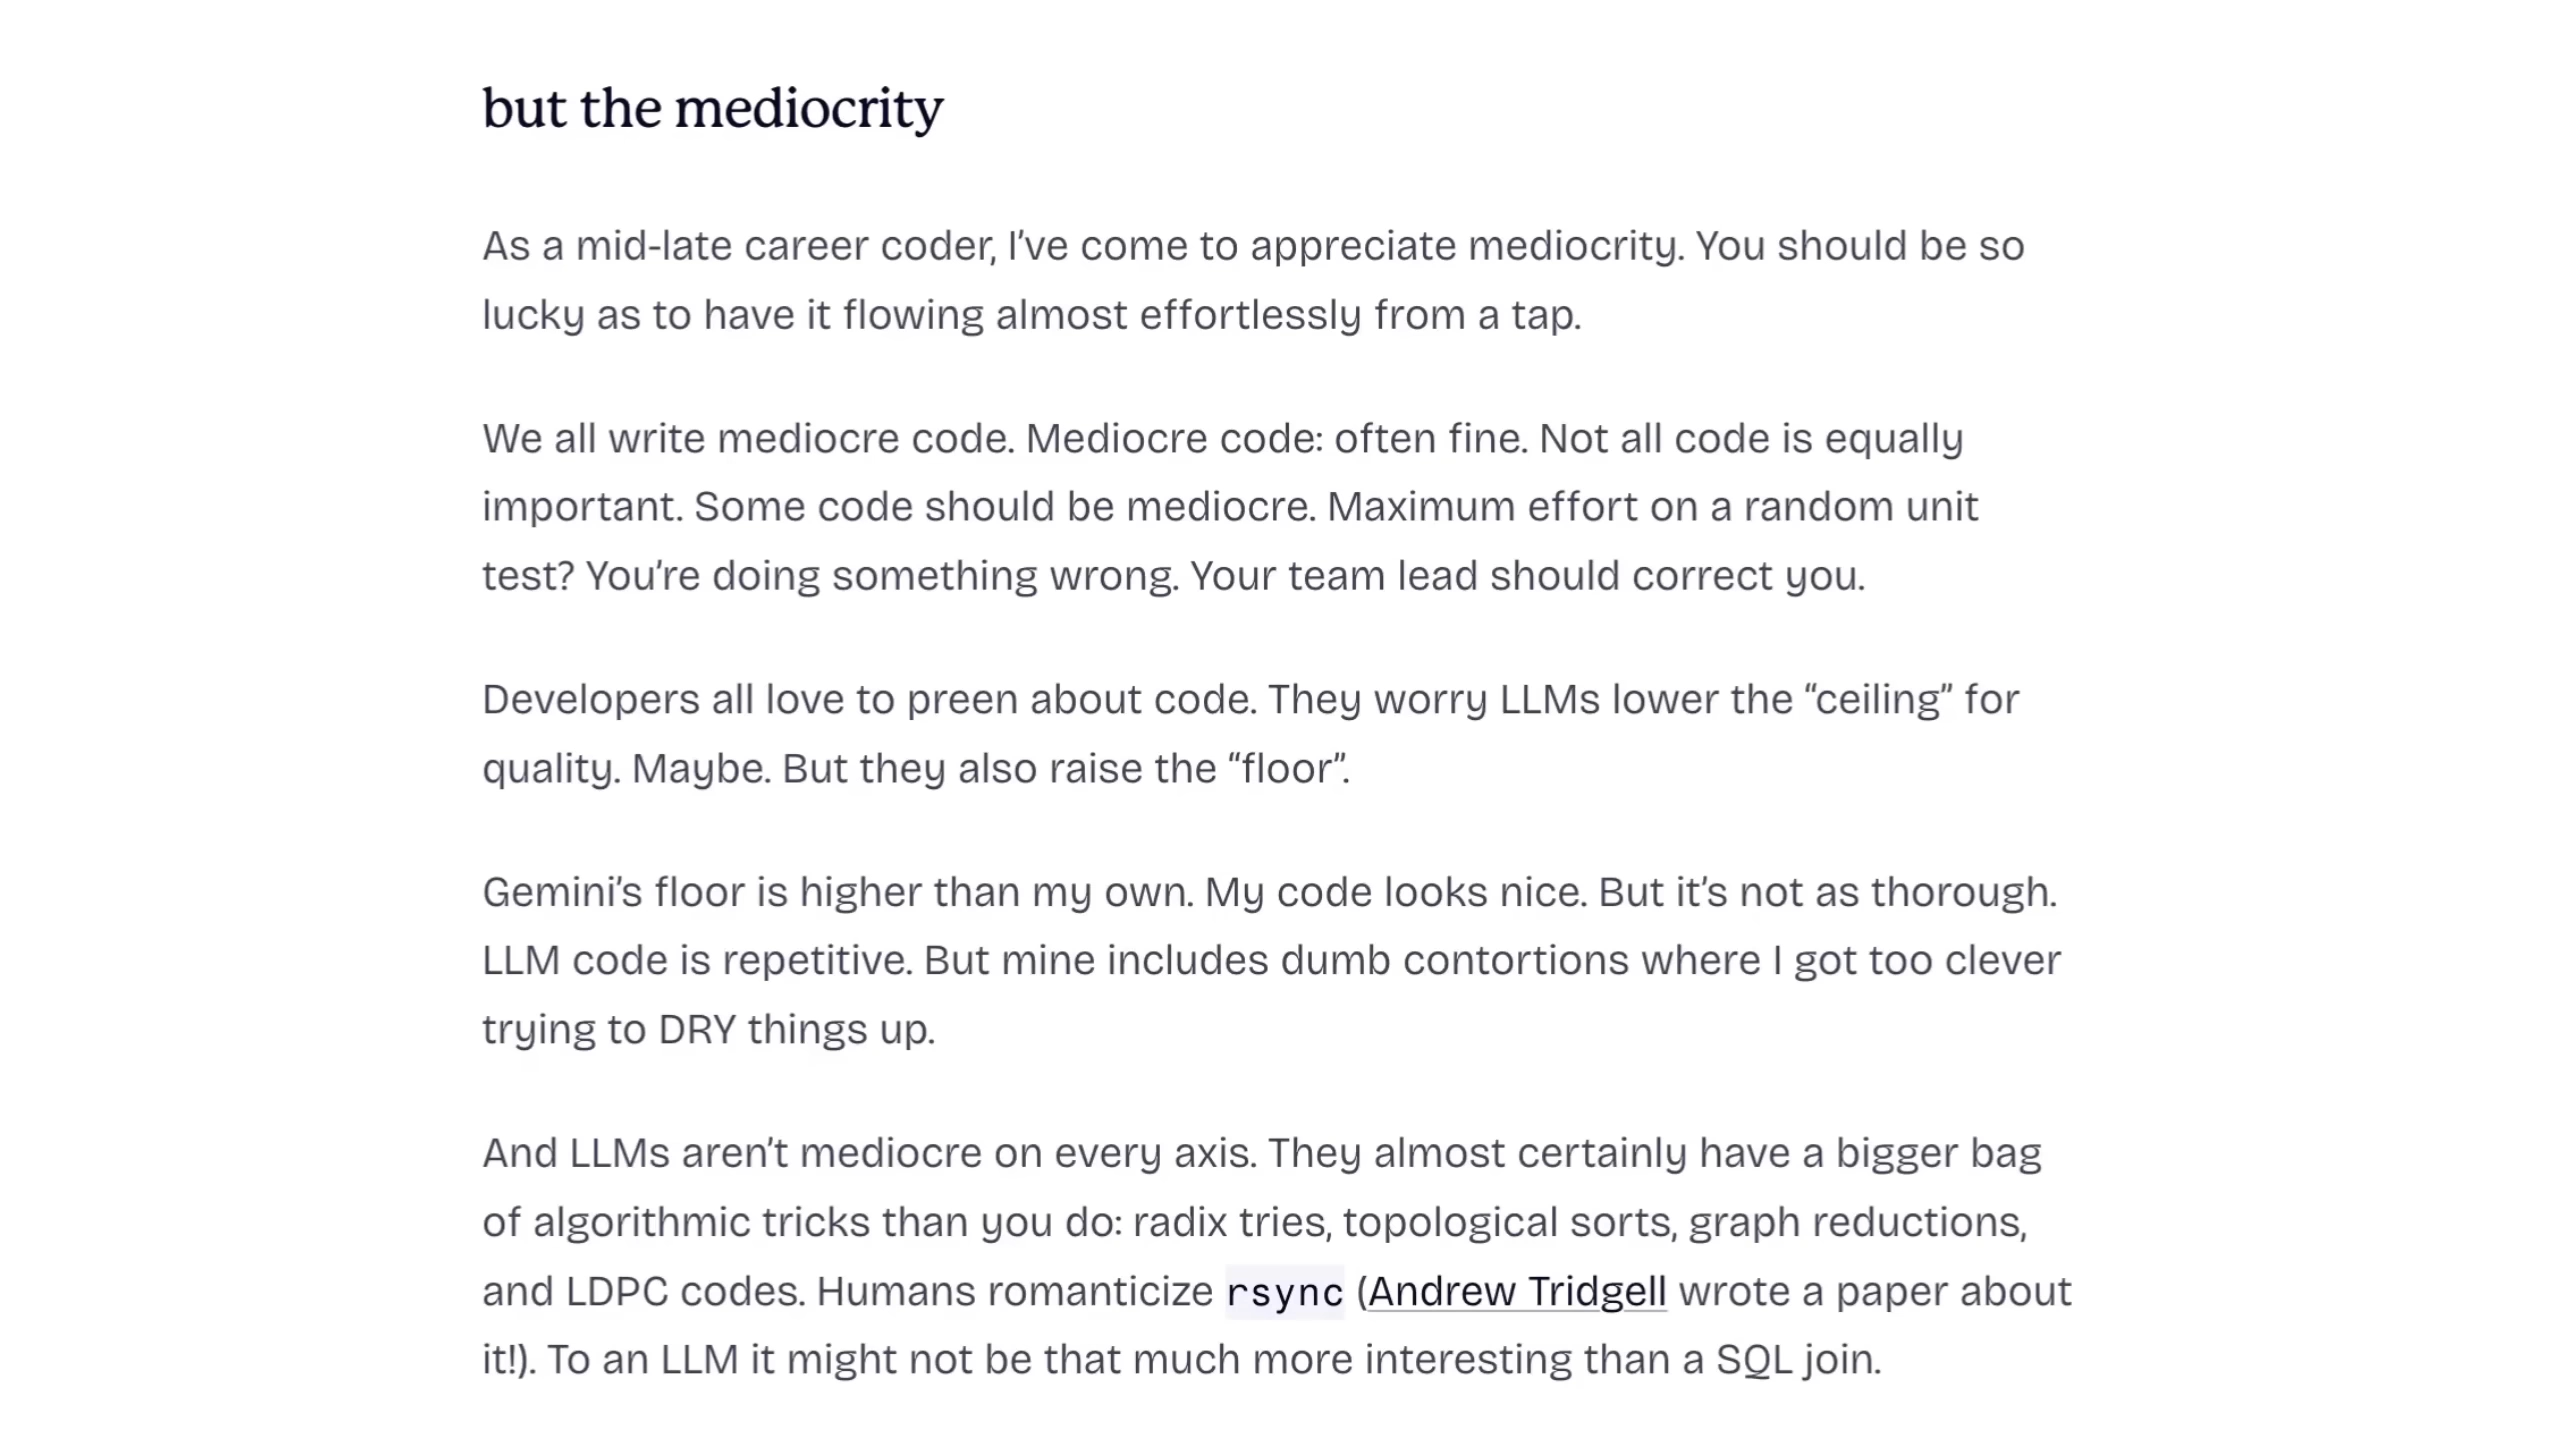 but the mediocrity
As a mid-late career coder, I’ve come to appreciate mediocrity. You should be so
lucky as to have it flowing almost effortlessly from a tap.
We all write mediocre code. Mediocre code: often fine. Not all code is equally
important. Some code should be mediocre. Maximum effort on a random unit
test? You’re doing something wrong. Your team lead should correct you.
Developers all love to preen about code. They worry LLMs lower the “ceiling” for
quality. Maybe. But they also raise the “floor”.
Gemini’s floor is higher than my own. My code looks nice. But it’s not as thorough.
LLM code is repetitive. But mine includes dumb contortions where I got too clever
trying to DRY things up.
And LLMs aren’t mediocre on every axis. They almost certainly have a bigger bag
of algorithmic tricks than you do: radix tries, topological sorts, graph reductions,
and LDPC codes. Humans romanticize rsync (Andrew Tridgell wrote a paper about
it!). To an LLM it might not be that much more interesting than a SQL join.